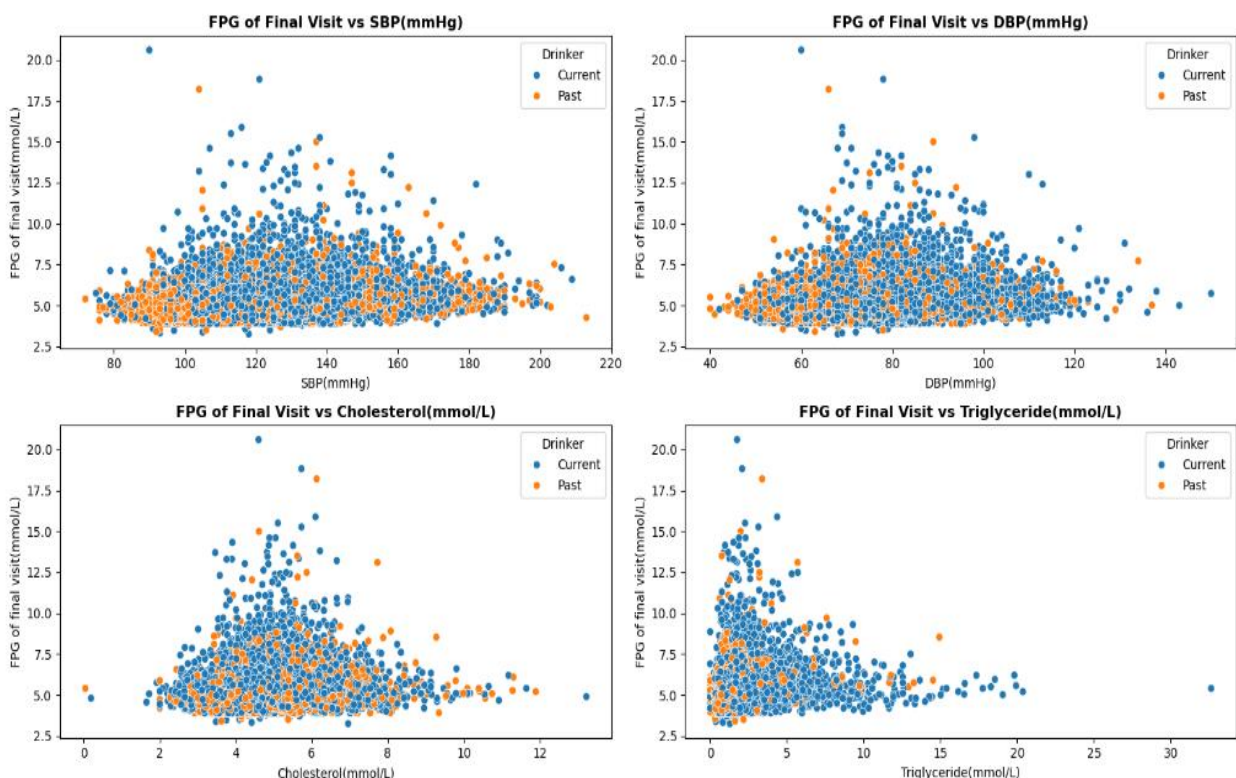 FPG of Final Visit vs SBP(mmHg)
FPG of final visit(mmol/L)
20.0
17.5
15.0
12.5
10.0
7.5
5.0
2.5
Drinker
Current
Past
80 100 120 140 160 180 200 220
SBP(mmHg)
FPG of Final Visit vs DBP(mmHg)
FPG of final visit(mmol/L)
20.0
17.5
15.0
12.5
10.0
7.5
5.0
2.5
Drinker
Current
Past
40 60 80 100 120 140
DBP(mmHg)
FPG of Final Visit vs Cholesterol(mmol/L)
FPG of final visit(mmol/L)
20.0
17.5
15.0
12.5
10.0
7.5
5.0
2.5
Drinker
Current
Past
0 2 4 6 8 10 12
Cholesterol(mmol/L)
FPG of Final Visit vs Triglyceride(mmol/L)
FPG of final visit(mmol/L)
20.0
17.5
15.0
12.5
10.0
7.5
5.0
2.5
Drinker
Current
Past
0 5 10 15 20 25 30
Triglyceride(mmol/L)